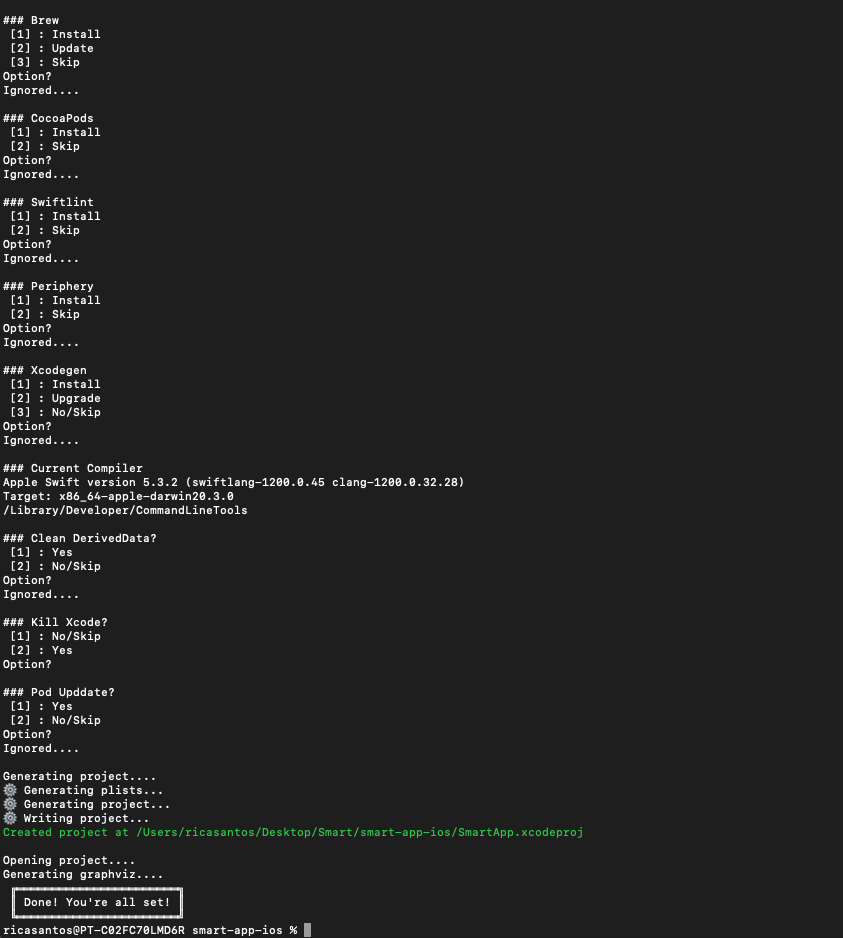 ### Brew
[1] : Install
[2] : Update
[3] : Skip
Option?
Ignored....
### CocoaPods
[1] : Install
[2] : Skip
Option?
Ignored....
### Swiftlint
[1] : Install
[2] : Skip
Option?
Ignored....
### Periphery
[1] : Install
[2] : Skip
Option?
Ignored....
### Xcodegen
[1] : Install
[2] : Upgrade
[3] : No/Skip
Option?
Ignored....
### Current Compiler
Apple Swift version 5.3.2 (swiftlang-1200.0.45 clang-1200.0.32.28)
Target: x86_64-apple-darwin20.3.0
/Library/Developer/CommandLineTools
### Clean DerivedData?
[1] : Yes
[2] : No/Skip
Option?
Ignored....
### Kill Xcode?
[1] : No/Skip
[2] : Yes
Option?
### Pod Upddate?
[1] : Yes
[2] : No/Skip
Option?
Ignored....
Generating project....
⚙️ Generating plists...
⚙️ Generating project...
⚙️ Writing project...
Created project at /Users/ricasantos/Desktop/Smart/smart-app-ios/SmartApp.xcodeproj
Opening project....
Generating graphviz....
Done! You're all set!
ricasantos@PT-C02FC70LMD6R smart-app-ios %